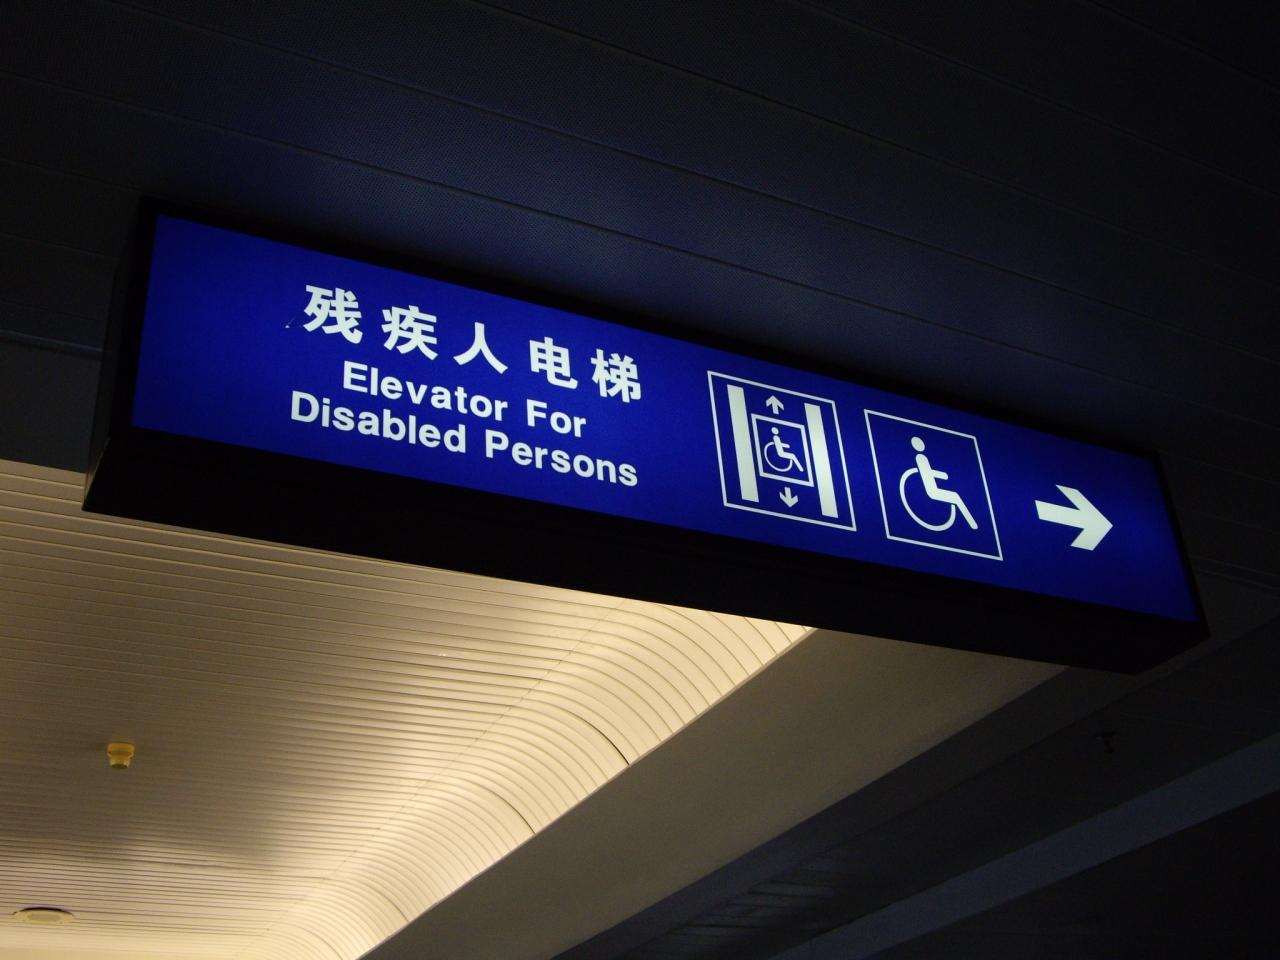 残疾人电梯
Elevator For
Disabled Persons